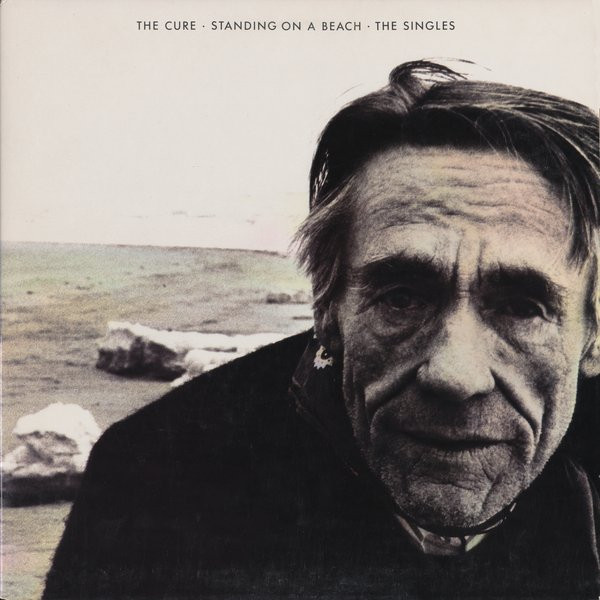 THE CURE · STANDING ON A BEACH · THE SINGLES